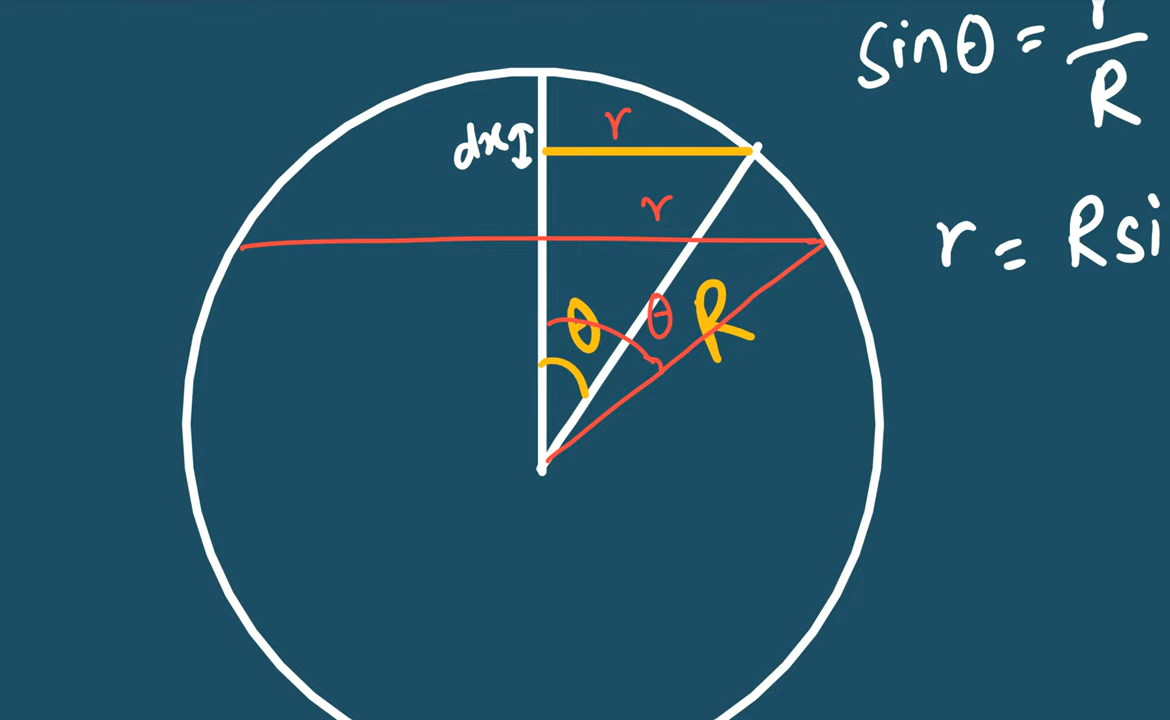 sinθ = r/R
dx
r
r
r = Rsi
θ
θ
R